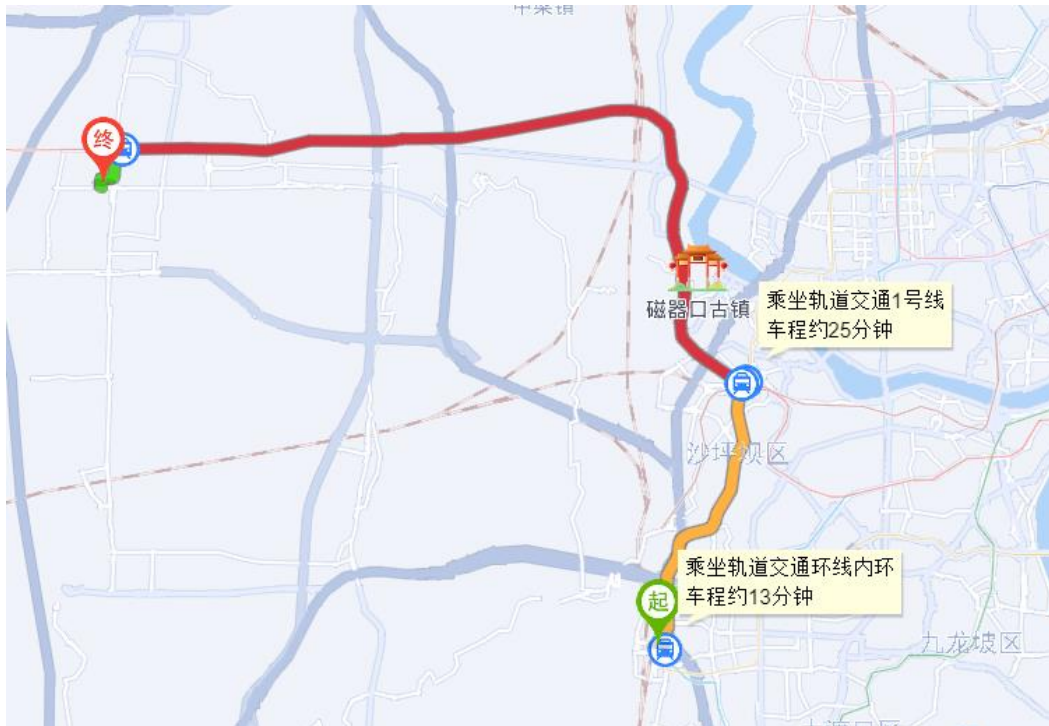 终
磁器口古镇
乘坐轨道交通1号线
车程约25分钟
沙坪坝区
乘坐轨道交通环线内环
车程约13分钟
起
九龙坡区